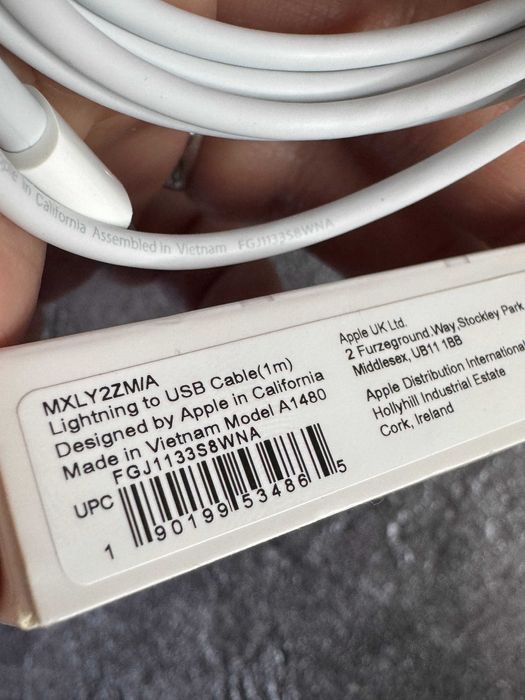 in California Assembled in Vietnam FGJ1133S8WNA
MXLY2ZM/A
Lightning to USB Cable(1m)
Designed by Apple in California
Made in Vietnam Model A1480
FGJ1133S8WNA
UPC
1 90199 53486 5
Apple UK Ltd.
2 Furzeground.Way,Stockley Park
Middlesex, UB11 1BB
Apple Distribution International
Hollyhill Industrial Estate
Cork, Ireland